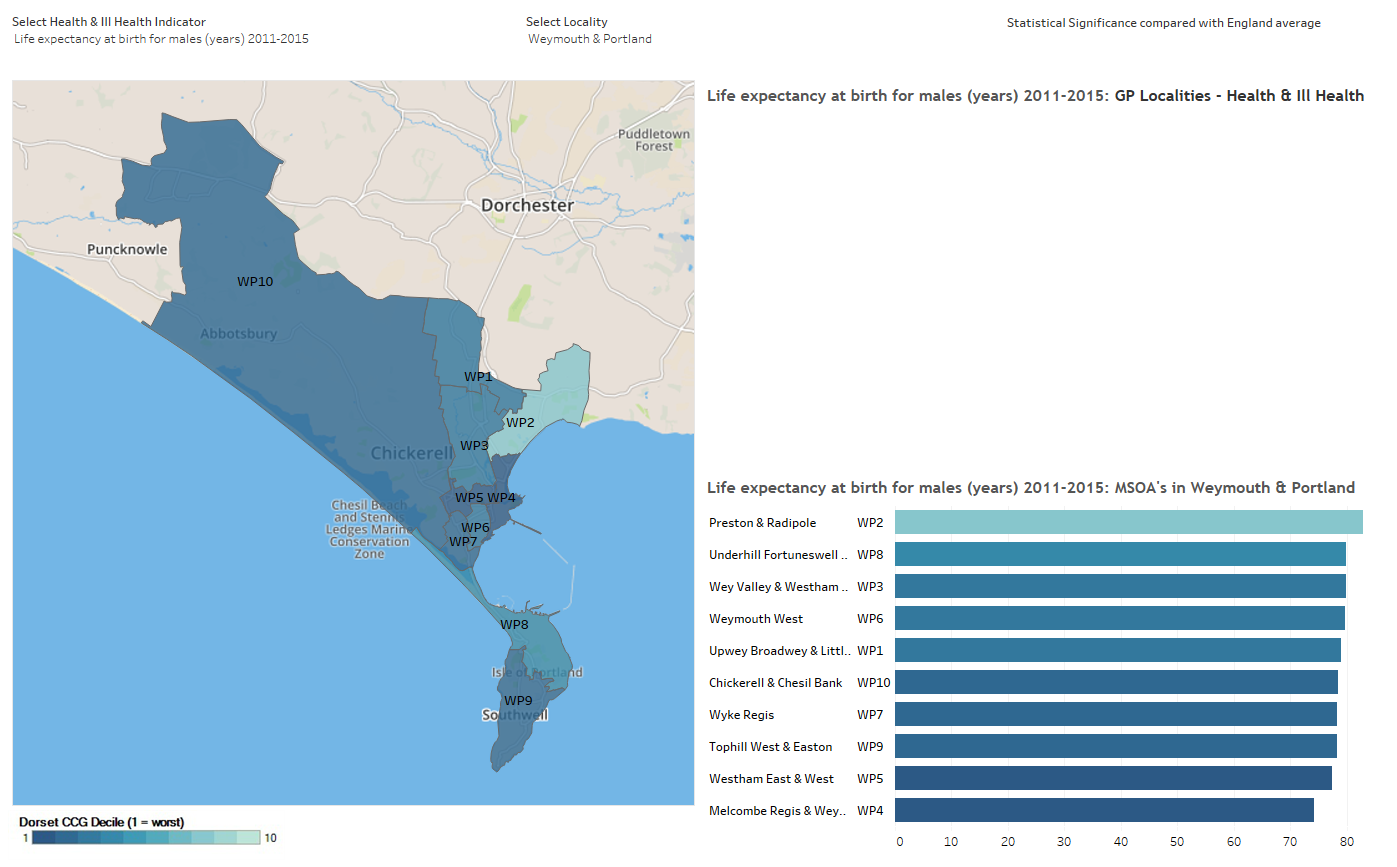 Select Health & Ill Health Indicator
Life expectancy at birth for males (years) 2011-2015
Select Locality
Weymouth & Portland
Statistical Significance compared with England average
Puddletown
Forest
Dorchester
Puncknowle
WP10
Abbotsbury
WP1
WP2
WP3
Chickerell
WP5
WP4
Chesil Beach
and Stennis
Ledges Marine
Conservation
Zone
WP6
WP7
WP8
Isle of Portland
WP9
Southwell
Dorset CCG Decile (1 = worst)
1
10
Life expectancy at birth for males (years) 2011-2015: GP Localities - Health & Ill Health
Life expectancy at birth for males (years) 2011-2015: MSOA's in Weymouth & Portland
Preston & Radipole WP2
Underhill Fortuneswell .. WP8
Wey Valley & Westham .. WP3
Weymouth West WP6
Upwey Broadwey & Littl.. WP1
Chickerell & Chesil Bank WP10
Wyke Regis WP7
Tophill West & Easton WP9
Westham East & West WP5
Melcombe Regis & Wey.. WP4
0 10 20 30 40 50 60 70 80